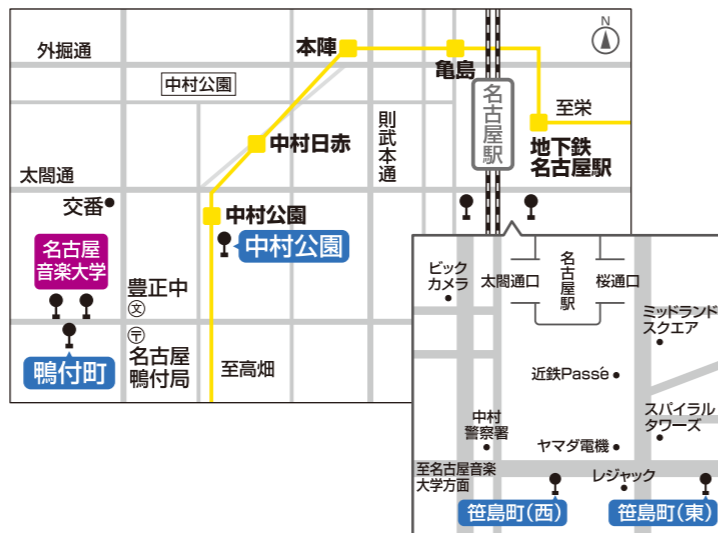 外掘通
本陣
亀島
N
中村公園
名古屋駅
至栄
中村日赤
則武本通
地下鉄
名古屋駅
太閤通
交番
中村公園
中村公園
名古屋
音楽大学
豊正中
文
〒
名古屋
鴨付局
鴨付町
至高畑
ビック
カメラ
太閤通口
名古屋駅
桜通口
ミッドランド
スクエア
近鉄Passé
スパイラル
タワーズ
中村
警察署
ヤマダ電機
至名古屋音楽
大学方面
レジャック
笹島町(西)
笹島町(東)